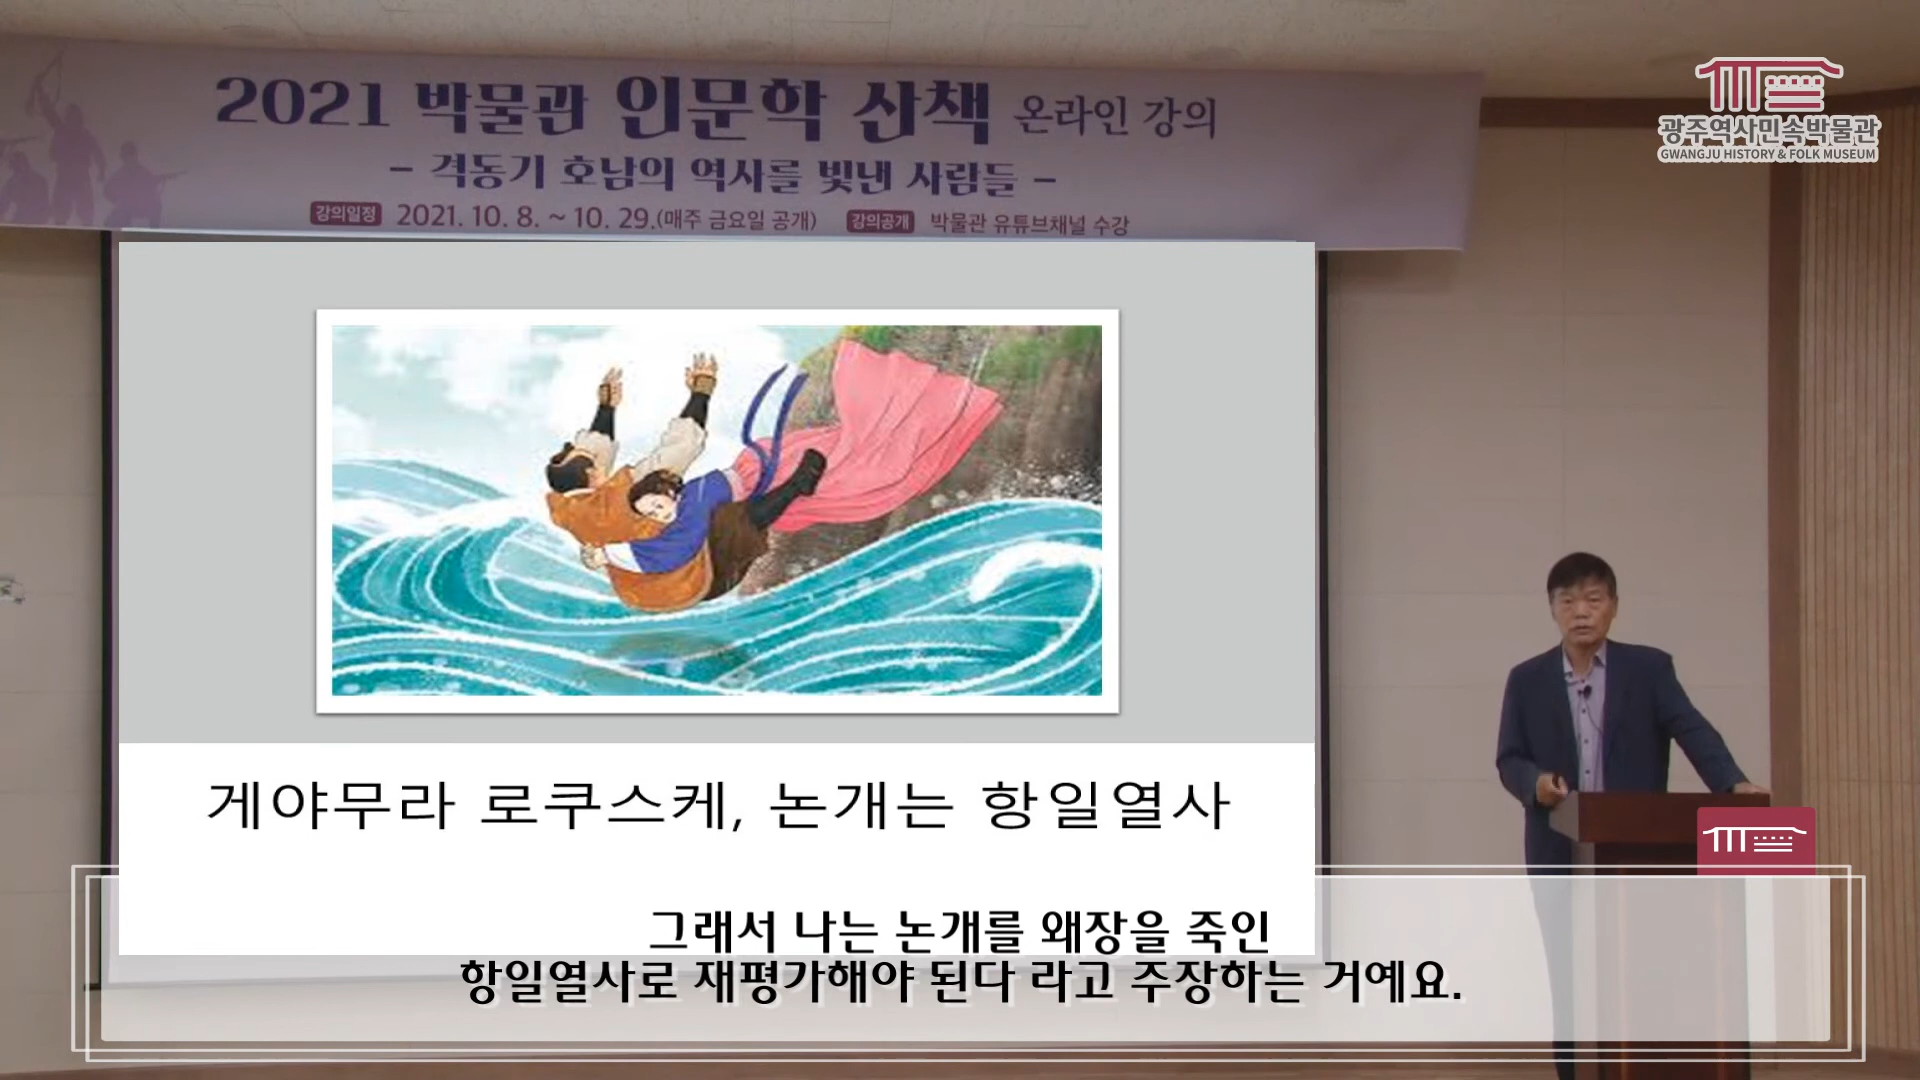 2021 박물관 인문학 산책 온라인 강의
- 격동기 호남의 역사를 빛낸 사람들 -
강의일정 2021. 10. 8. ~ 10. 29.(매주 금요일 공개) 강의공개 박물관 유튜브채널 수강
광주역사민속박물관
GWANGJU HISTORY & FOLK MUSEUM
게야무라 로쿠스케, 논개는 항일열사
그래서 나는 논개를 왜장을 죽인
항일열사로 재평가해야 된다 라고 주장하는 거예요.